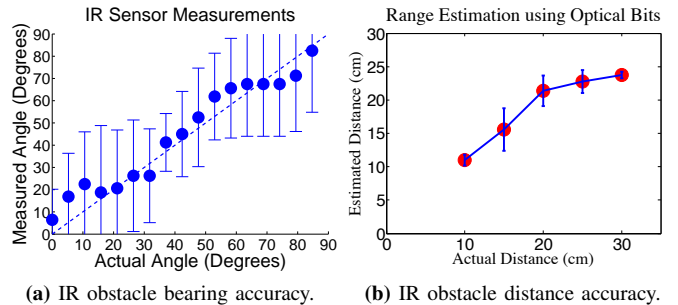 IR Sensor Measurements
Measured Angle (Degrees)
90
80
70
60
50
40
30
20
10
0
0 10 20 30 40 50 60 70 80 90
Actual Angle (Degrees)
(a) IR obstacle bearing accuracy.
Range Estimation using Optical Bits
Estimated Distance (cm)
30
25
20
15
10
5
0
0 10 20 30
Actual Distance (cm)
(b) IR obstacle distance accuracy.